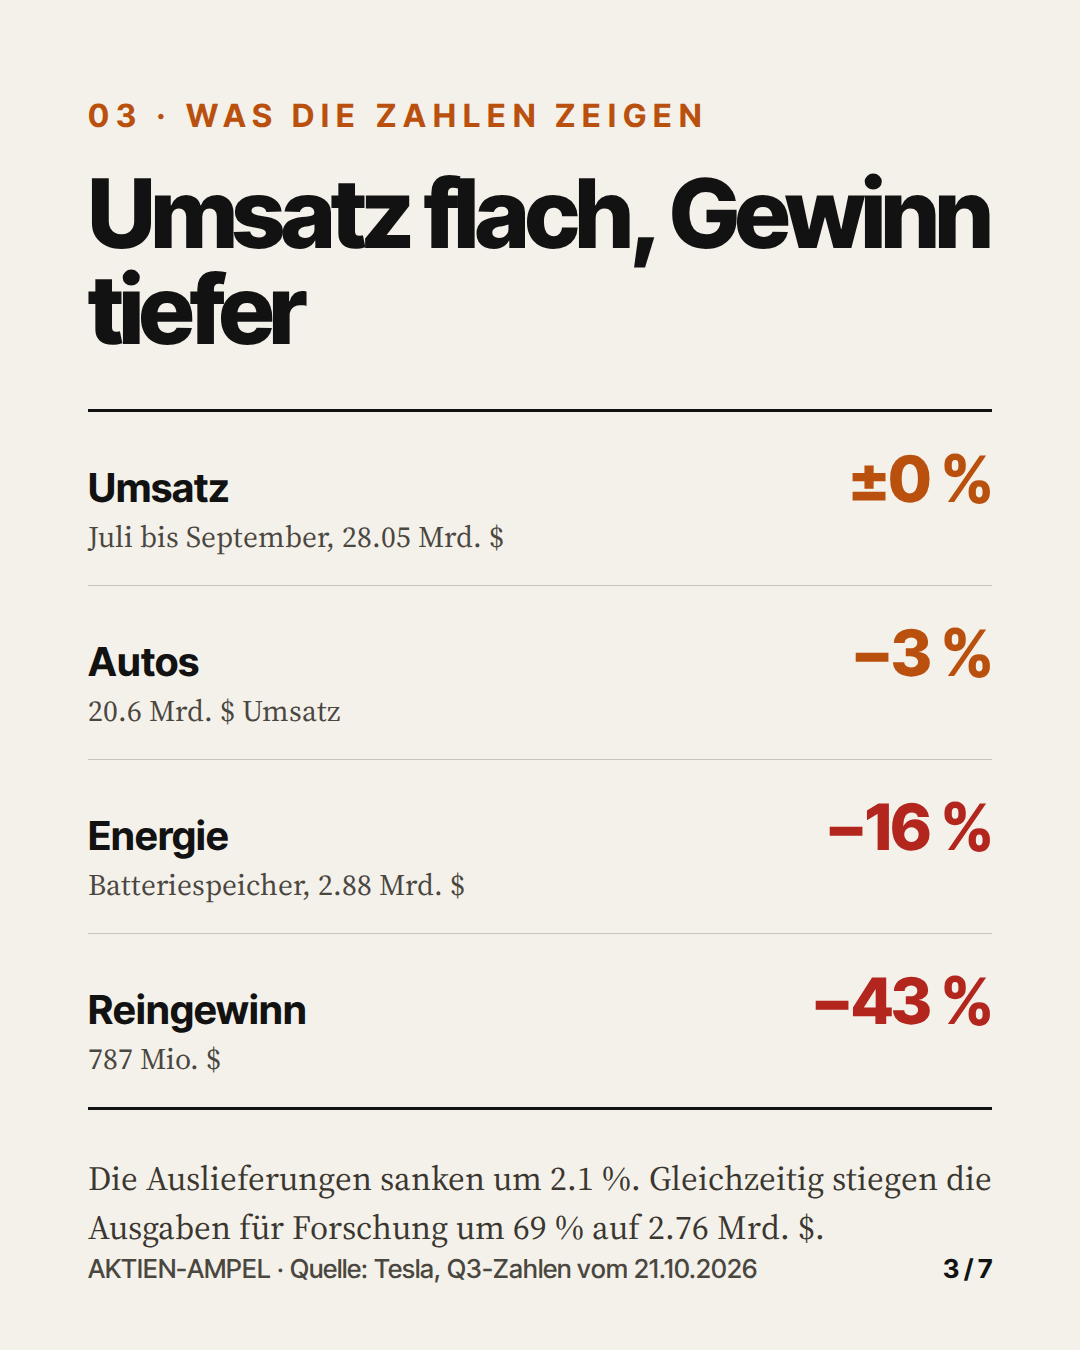 03 · WAS DIE ZAHLEN ZEIGEN
Umsatz flach, Gewinn
tiefer
Umsatz
±0 %
Juli bis September, 28.05 Mrd. $
Autos
–3 %
20.6 Mrd. $ Umsatz
Energie
–16 %
Batteriespeicher, 2.88 Mrd. $
Reingewinn
–43 %
787 Mio. $
Die Auslieferungen sanken um 2.1 %. Gleichzeitig stiegen die
Ausgaben für Forschung um 69 % auf 2.76 Mrd. $.
AKTIEN-AMPEL · Quelle: Tesla, Q3-Zahlen vom 21.10.2026
3 / 7